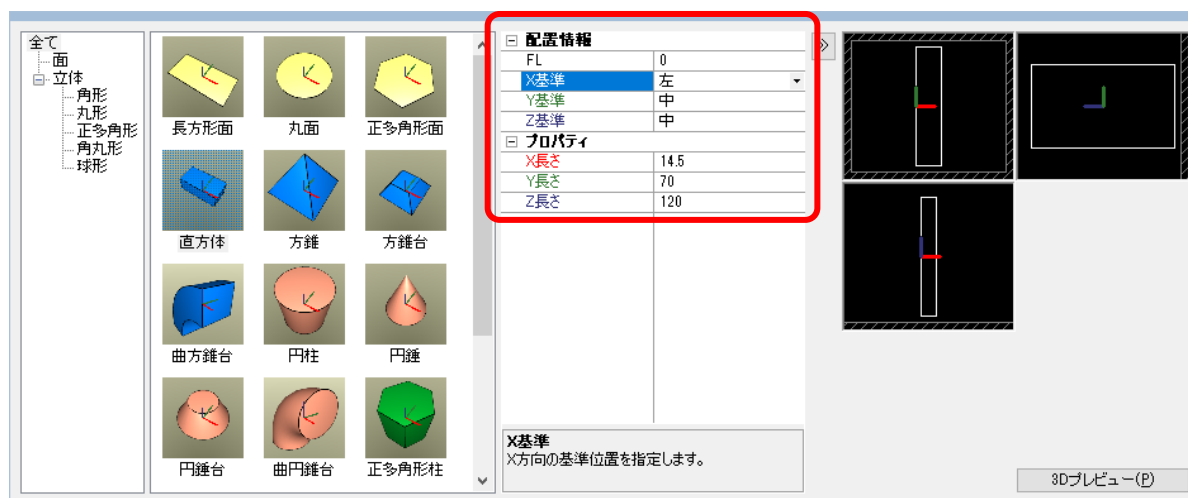 全て
面
立体
角形
丸形
正多角形
角丸形
球形
長方形面 丸面 正多角形面
直方体 方錐 方錐台
曲方錐台 円柱 円錘
円錘台 曲円錐台 正多角形柱
配置情報
FL 0
X基準 左
Y基準 中
Z基準 中
プロパティ
X長さ 14.5
Y長さ 70
Z長さ 120
X基準
X方向の基準位置を指定します。
3Dプレビュー(P)